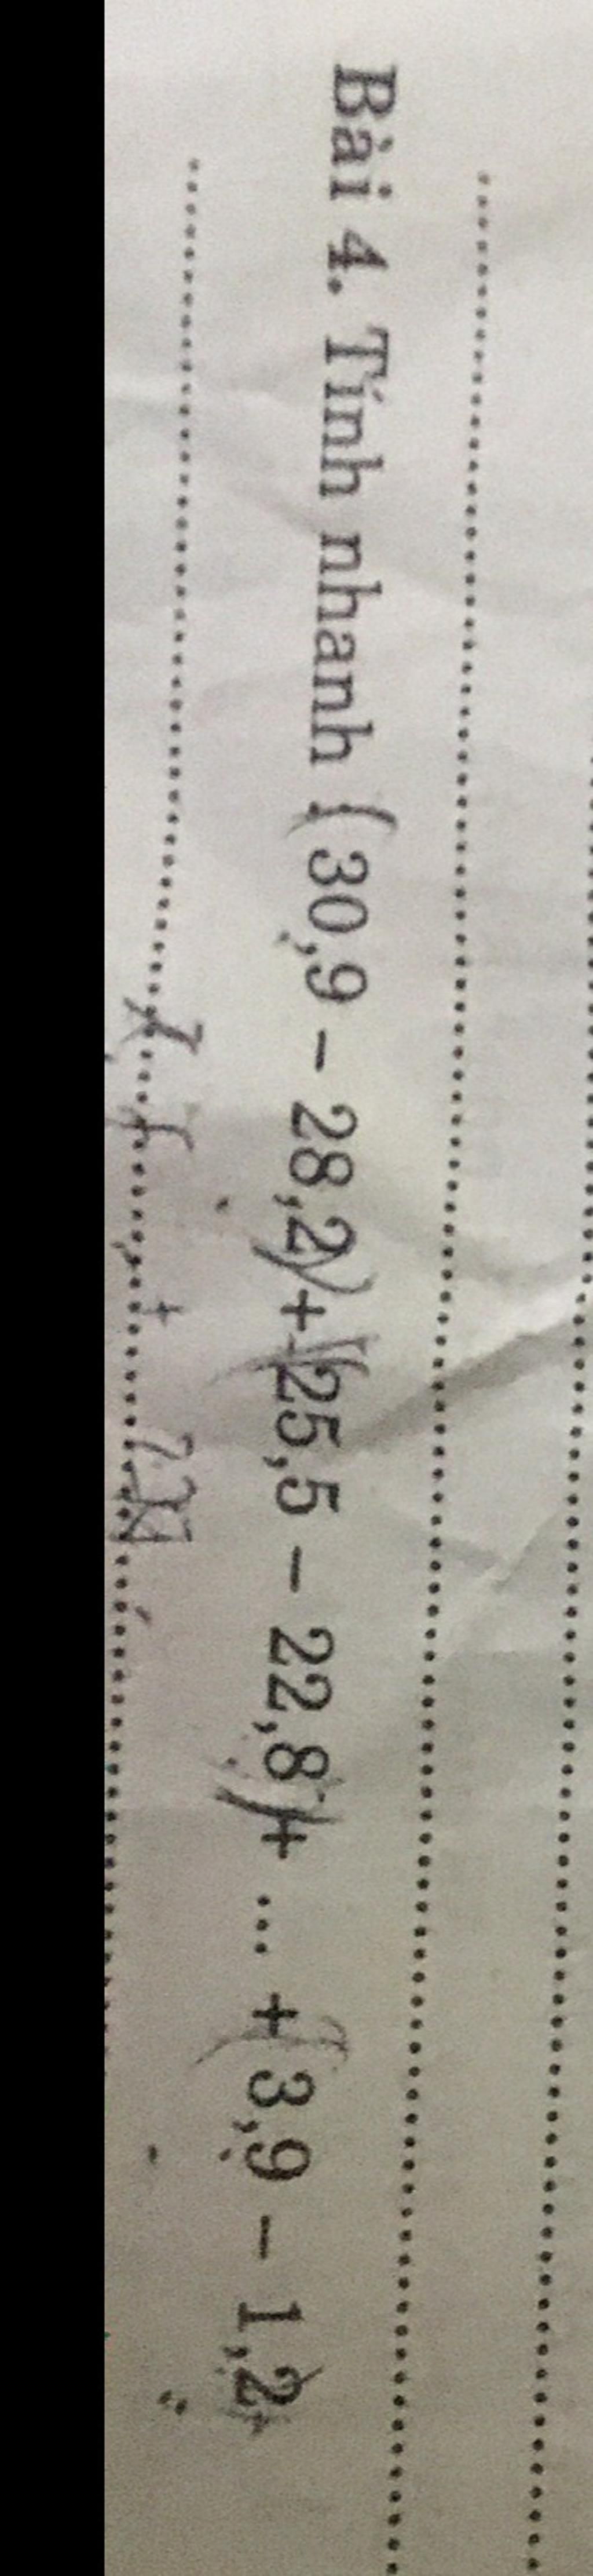 Bài 4. Tính nhanh : (30,9 - 28,2) + (25,5 - 22,8) + ... + (3,9 - 1,2)